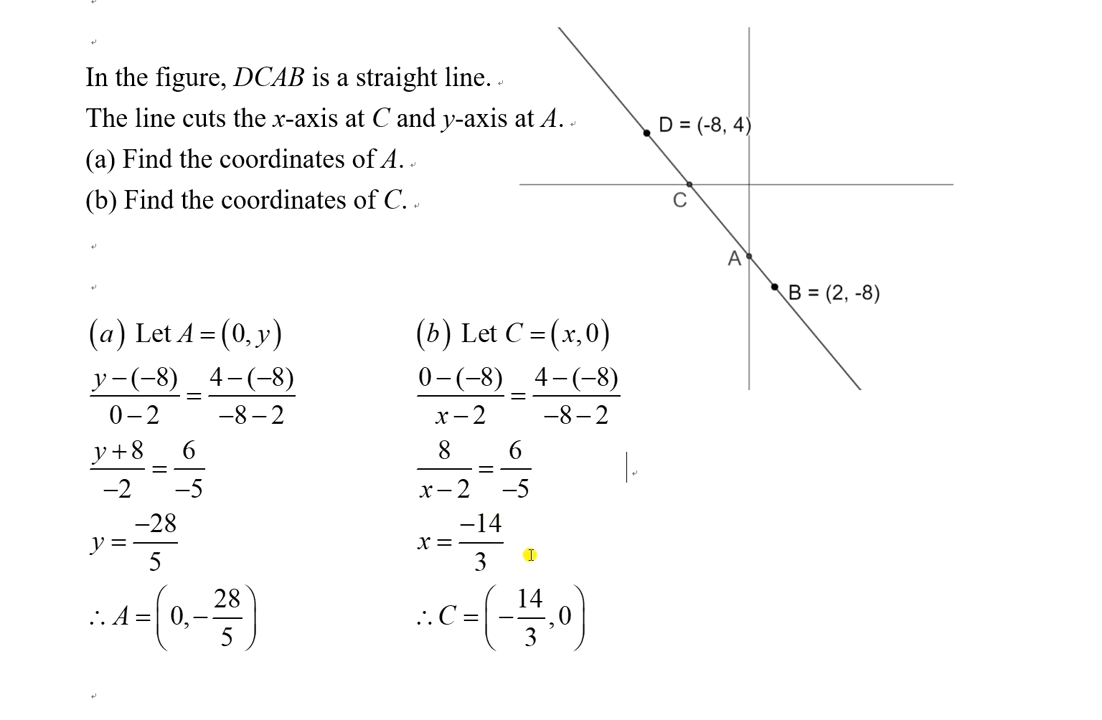 In the figure, DCAB is a straight line.
The line cuts the x-axis at C and y-axis at A.
(a) Find the coordinates of A.
(b) Find the coordinates of C.
D = (-8, 4)
C
A
B = (2, -8)
(a) Let A = (0, y)
(y − (−8))/(0 − 2) = (4 − (−8))/(−8 − 2)
(y + 8)/(−2) = 6/(−5)
y = −28/5
∴ A = (0, −28/5)
(b) Let C = (x, 0)
(0 − (−8))/(x − 2) = (4 − (−8))/(−8 − 2)
8/(x − 2) = 6/(−5)
x = −14/3
∴ C = (−14/3, 0)